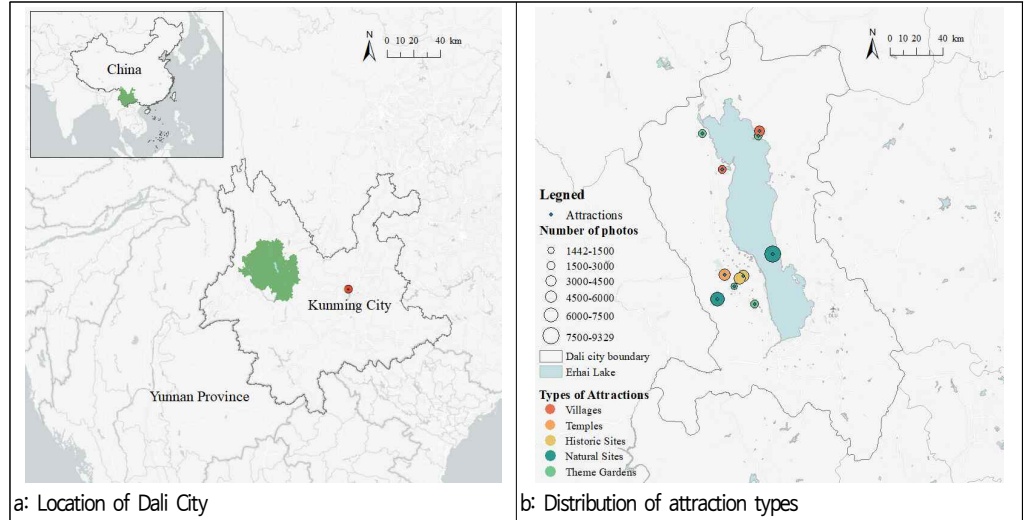 China
N
0 10 20 40 km
Kunming City
Yunnan Province
a: Location of Dali City
N
0 10 20 40 km
Legned
Attractions
Number of photos
1442-1500
1500-3000
3000-4500
4500-6000
6000-7500
7500-9329
Dali city boundary
Erhai Lake
Types of Attractions
Villages
Temples
Historic Sites
Natural Sites
Theme Gardens
b: Distribution of attraction types